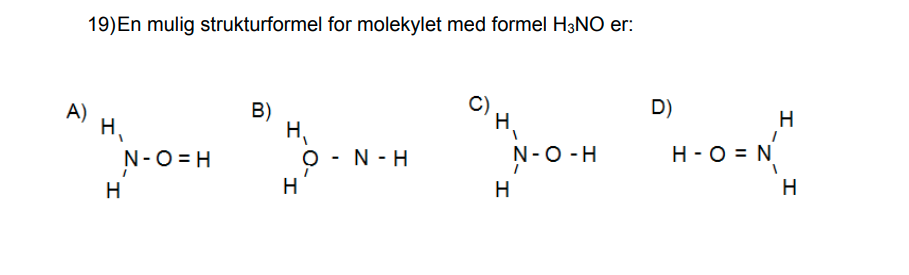 19)En mulig strukturformel for molekylet med formel H₃NO er:
A) B) C) D)
H H H H
N - O = H O - N - H N - O - H H - O = N
H H H H